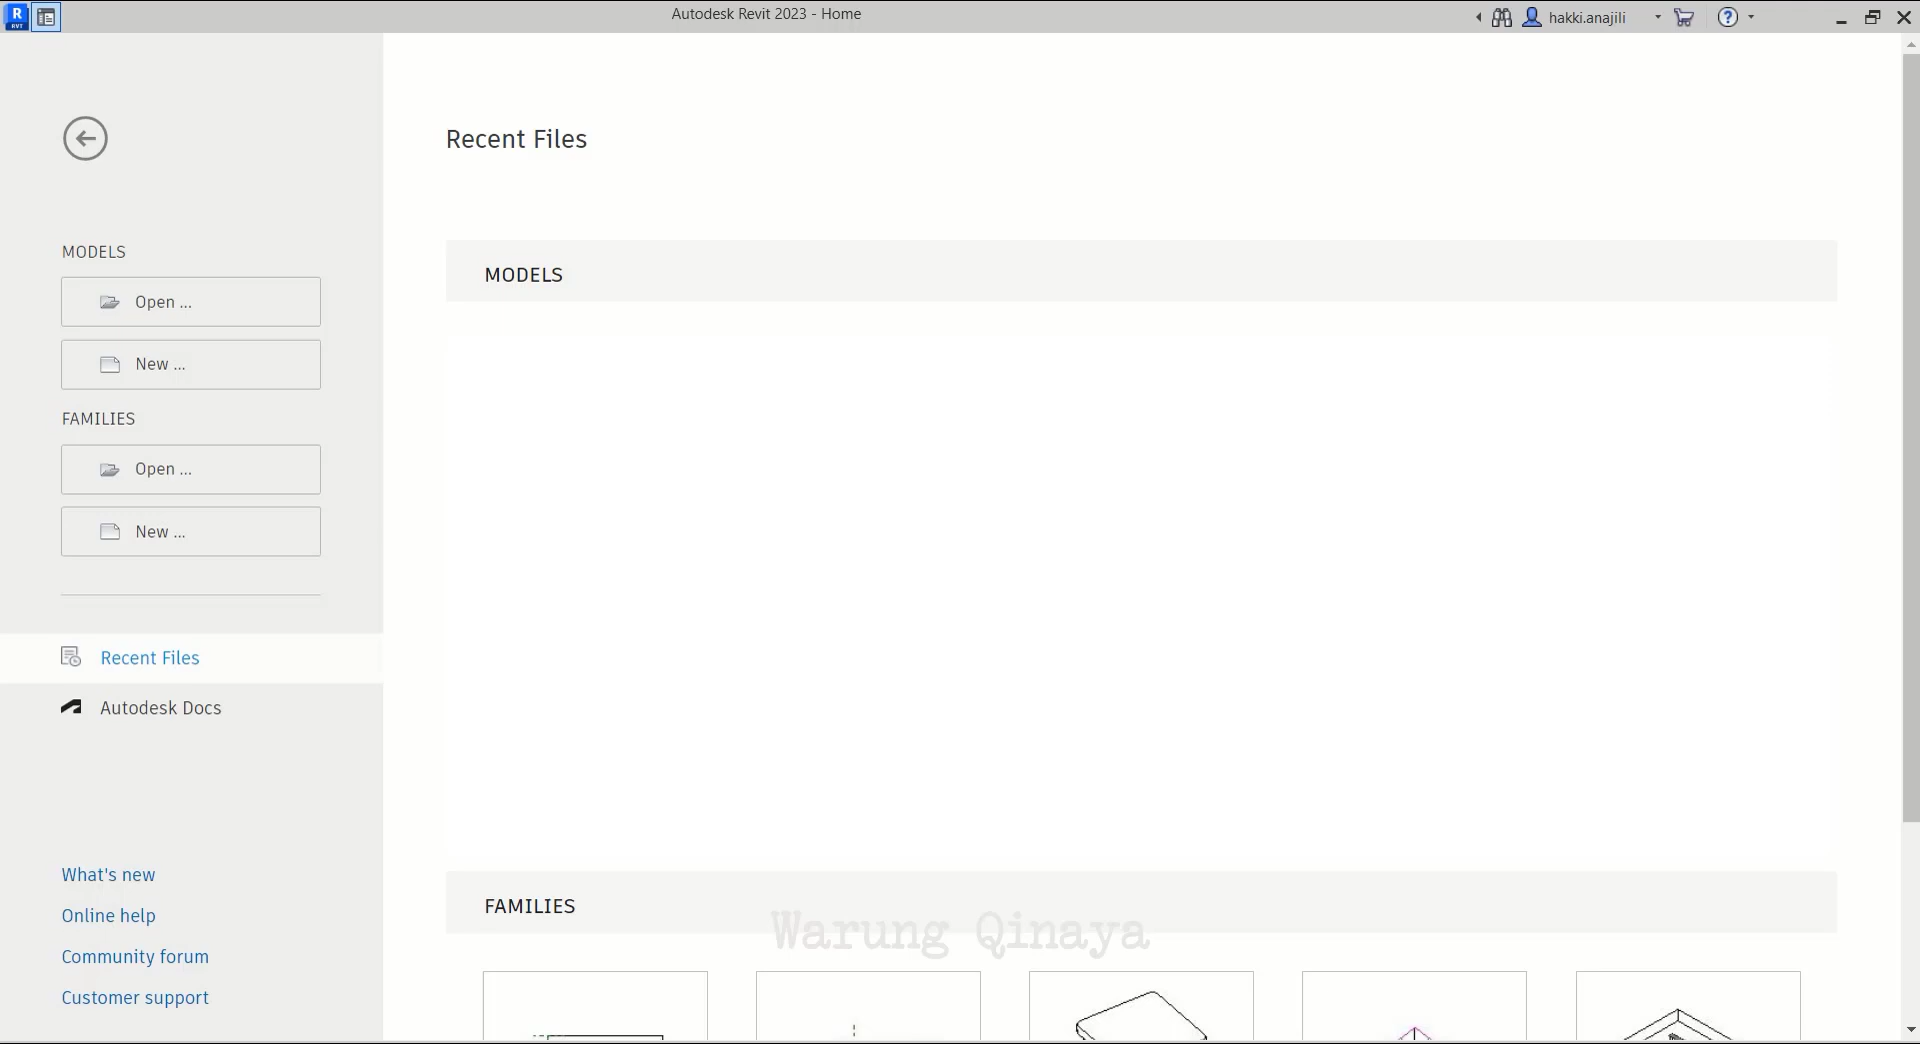 R
RVT
Autodesk Revit 2023 - Home
hakki.anajili
?
Recent Files
MODELS
Open ...
New ...
FAMILIES
Open ...
New ...
Recent Files
Autodesk Docs
What's new
Online help
Community forum
Customer support
MODELS
FAMILIES
Warung Qinaya